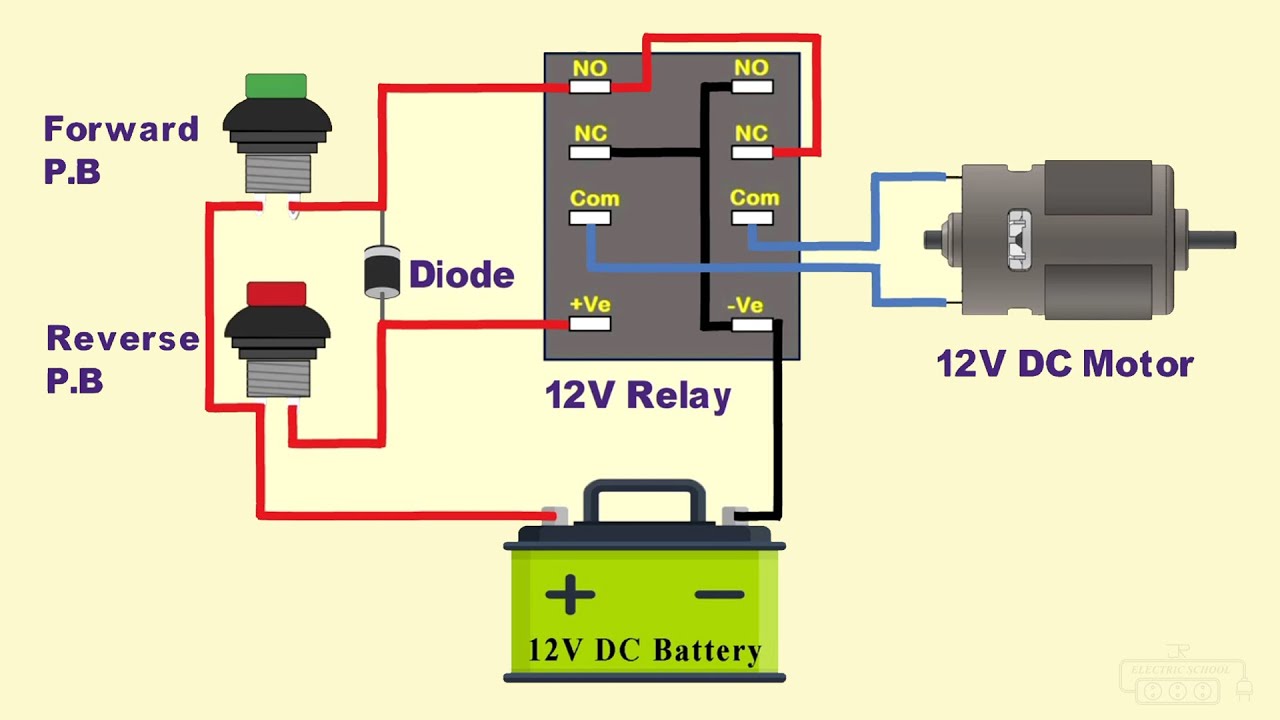 NO
NO
Forward
P.B
NC
NC
Com
Com
Diode
+Ve
-Ve
Reverse
P.B
12V Relay
12V DC Motor
+
−
12V DC Battery
JR
ELECTRIC SCHOOL